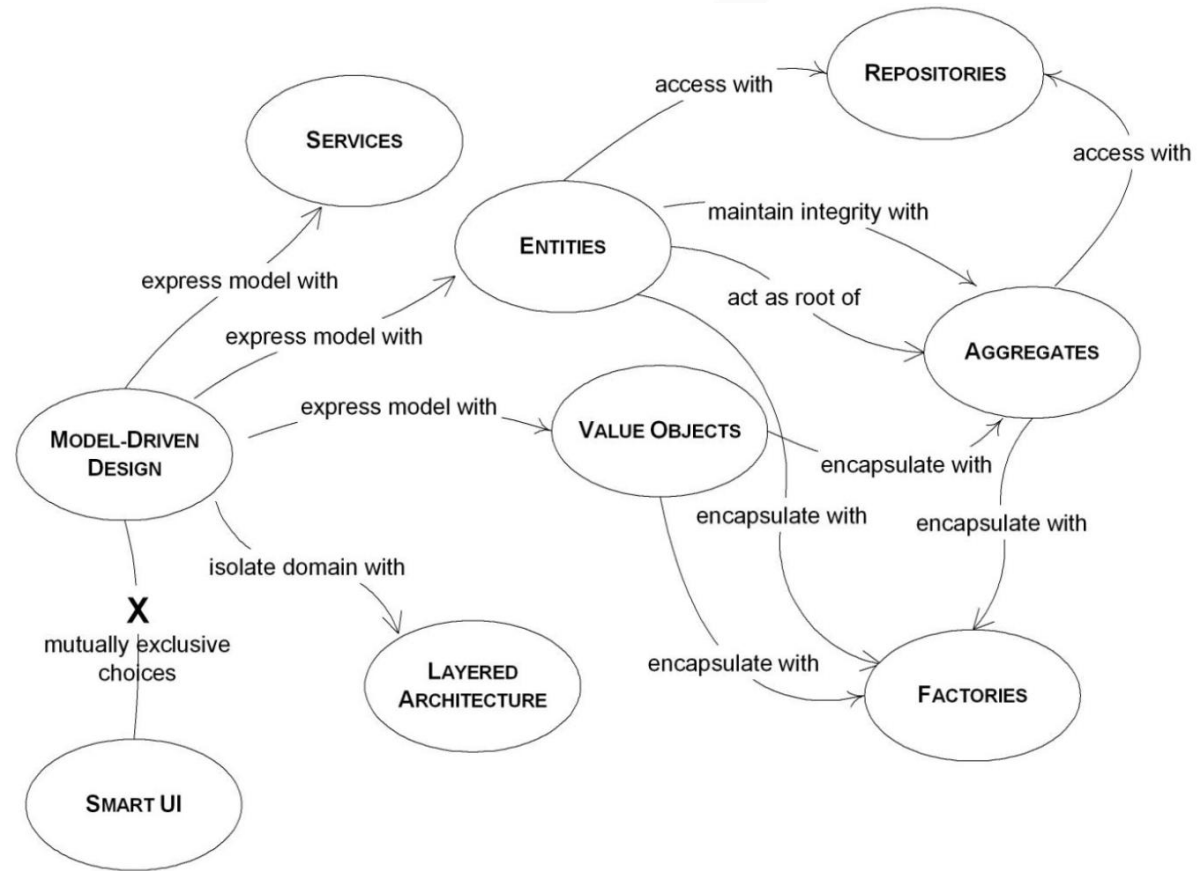 REPOSITORIES
access with
SERVICES
access with
maintain integrity with
ENTITIES
express model with
act as root of
express model with
AGGREGATES
express model with
VALUE OBJECTS
MODEL-DRIVEN
DESIGN
encapsulate with
encapsulate with
encapsulate with
isolate domain with
X
mutually exclusive
choices
encapsulate with
LAYERED
ARCHITECTURE
FACTORIES
SMART UI